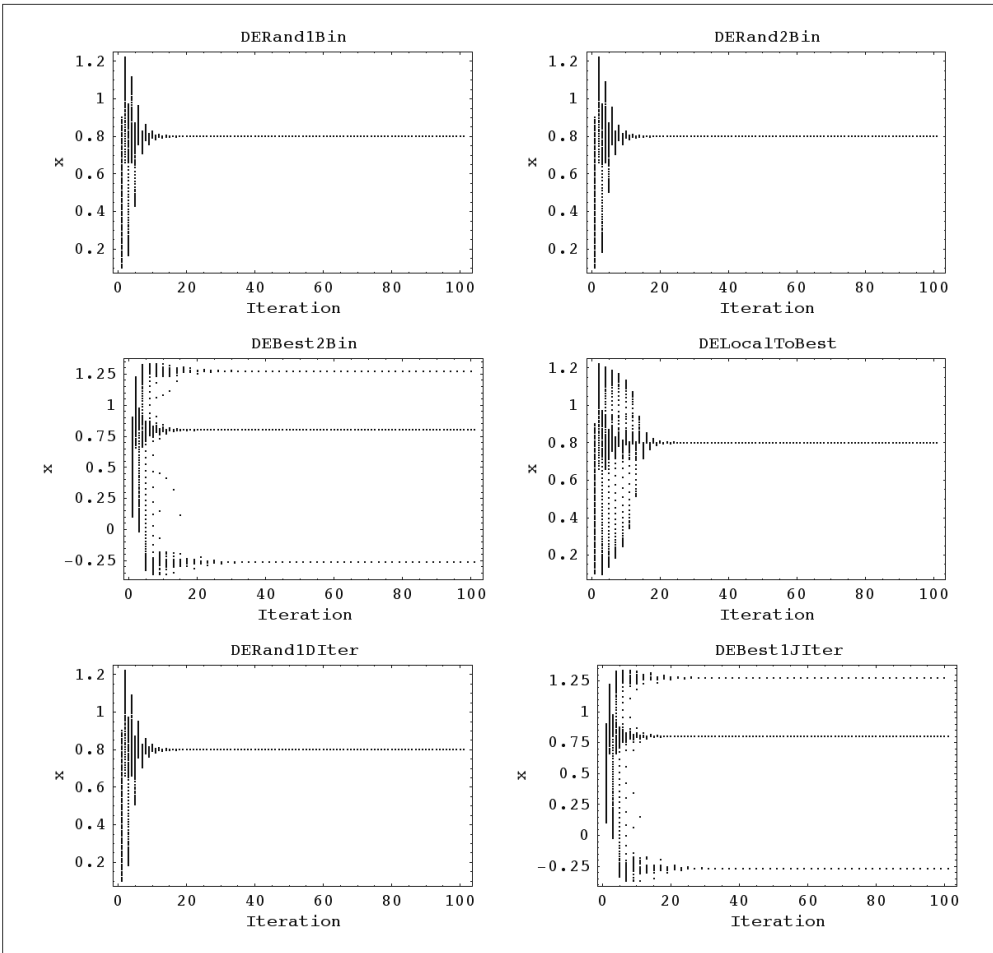 DERand1Bin
1.2
1
0.8
0.6
0.4
0.2
x
0 20 40 60 80 100
Iteration
DERand2Bin
1.2
1
0.8
0.6
0.4
0.2
x
0 20 40 60 80 100
Iteration
DEBest2Bin
1.25
1
0.75
0.5
0.25
0
-0.25
x
0 20 40 60 80 100
Iteration
DELocalToBest
1.2
1
0.8
0.6
0.4
0.2
x
0 20 40 60 80 100
Iteration
DERand1DIter
1.2
1
0.8
0.6
0.4
0.2
x
0 20 40 60 80 100
Iteration
DEBest1JIter
1.25
1
0.75
0.5
0.25
0
-0.25
x
0 20 40 60 80 100
Iteration